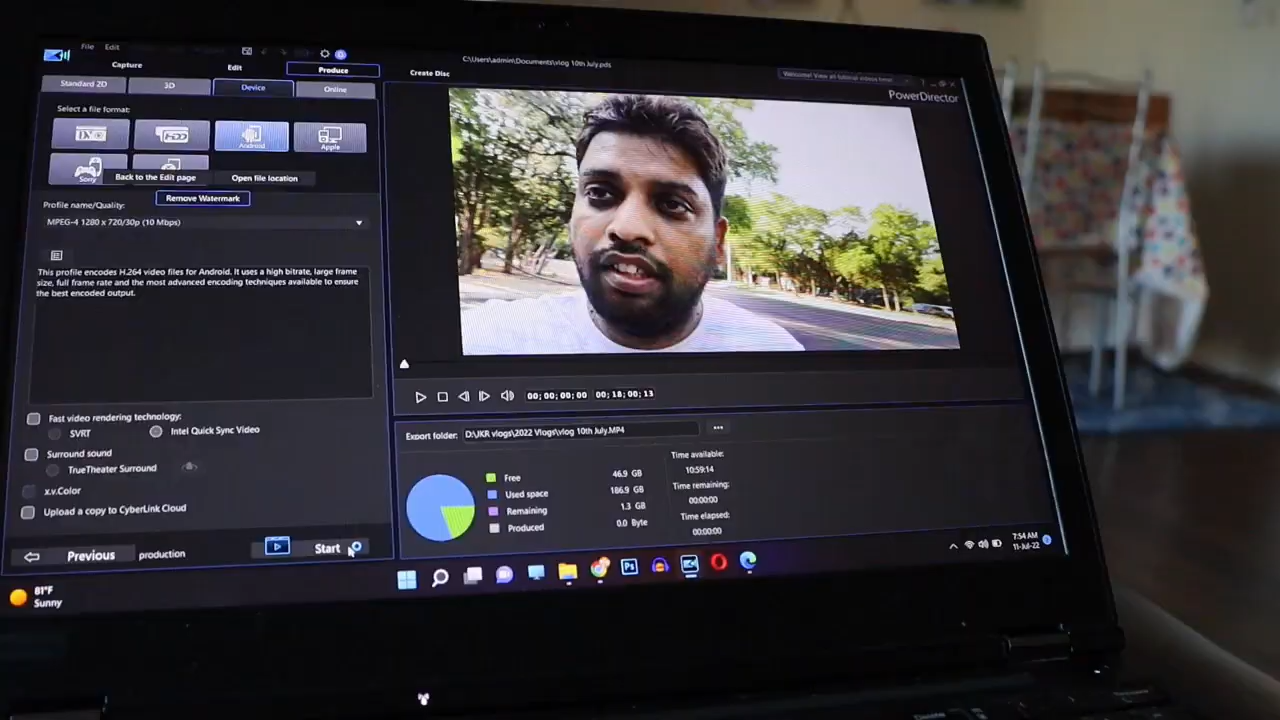 File Edit
C:\Users\admin\Documents\vlog 10th July.pds
Capture Edit Produce Create Disc
Welcome! View all tutorial videos here!
PowerDirector
Standard 2D 3D Device Online
Select a file format:
Android
Apple
Sony
Back to the Edit page Open file location
Remove Watermark
Profile name/Quality:
MPEG-4 1280 x 720/30p (10 Mbps)
This profile encodes H.264 video files for Android. It uses a high bitrate, large frame
size, full frame rate and the most advanced encoding techniques available to ensure
the best encoded output.
Fast video rendering technology:
SVRT Intel Quick Sync Video
Surround sound
TrueTheater Surround
x.v.Color
Upload a copy to CyberLink Cloud
Previous production Start
00;00;00;00 00;18;00;13
Export folder: D:\JKR vlogs\2022 Vlogs\vlog 10th July.MP4
Free 46.9 GB
Used space 186.9 GB
Remaining 1.3 GB
Produced 0.0 Byte
Time available:
10:59:14
Time remaining:
00:00:00
Time elapsed:
00:00:00
81°F
Sunny
Ps
7:54 AM
11-Jul-22